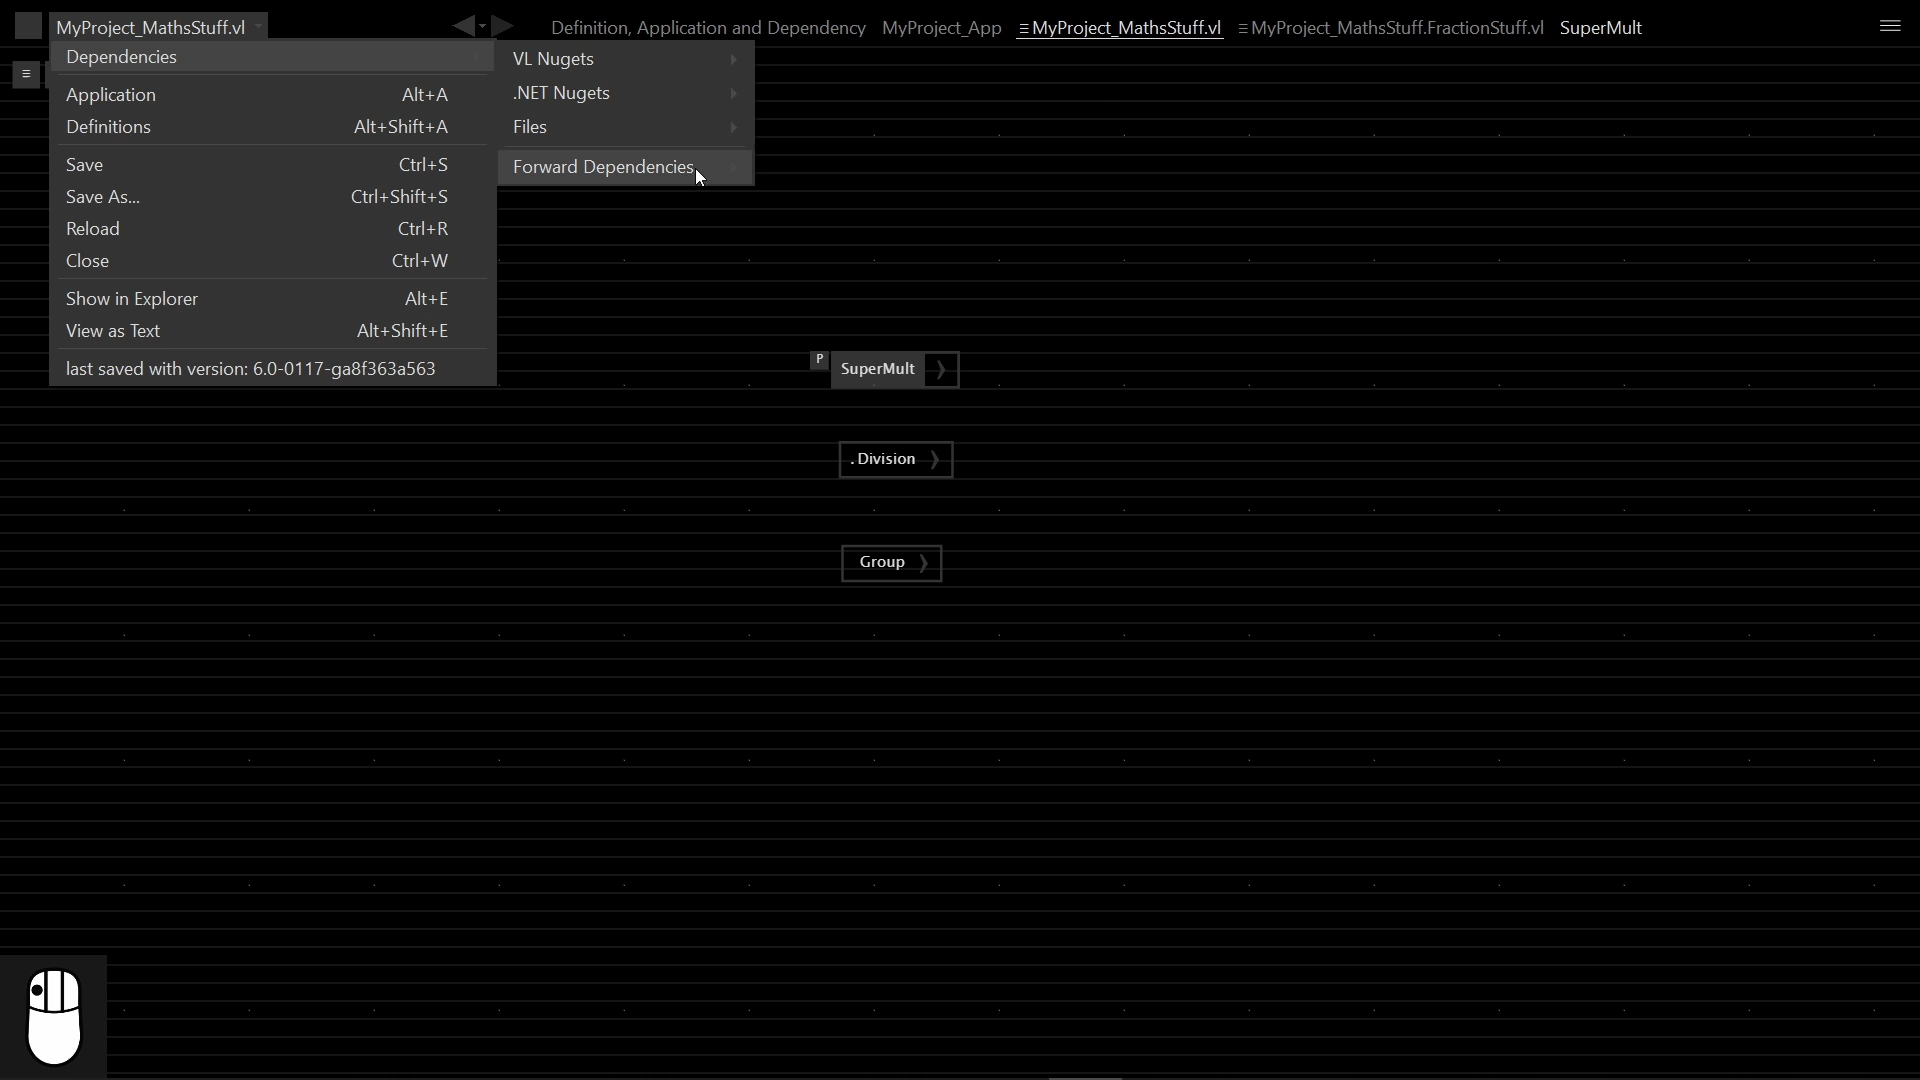 MyProject_MathsStuff.vl
Definition, Application and Dependency
MyProject_App
MyProject_MathsStuff.vl
MyProject_MathsStuff.FractionStuff.vl
SuperMult
Dependencies
Application Alt+A
Definitions Alt+Shift+A
Save Ctrl+S
Save As... Ctrl+Shift+S
Reload Ctrl+R
Close Ctrl+W
Show in Explorer Alt+E
View as Text Alt+Shift+E
last saved with version: 6.0-0117-ga8f363a563
VL Nugets
.NET Nugets
Files
Forward Dependencies
P
SuperMult
. Division
Group